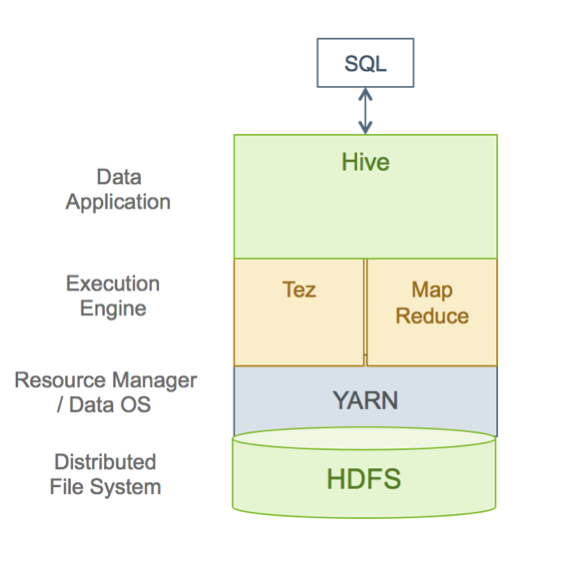 SQL
Data
Application
Hive
Execution
Engine
Tez
Map
Reduce
Resource Manager
/ Data OS
YARN
Distributed
File System
HDFS